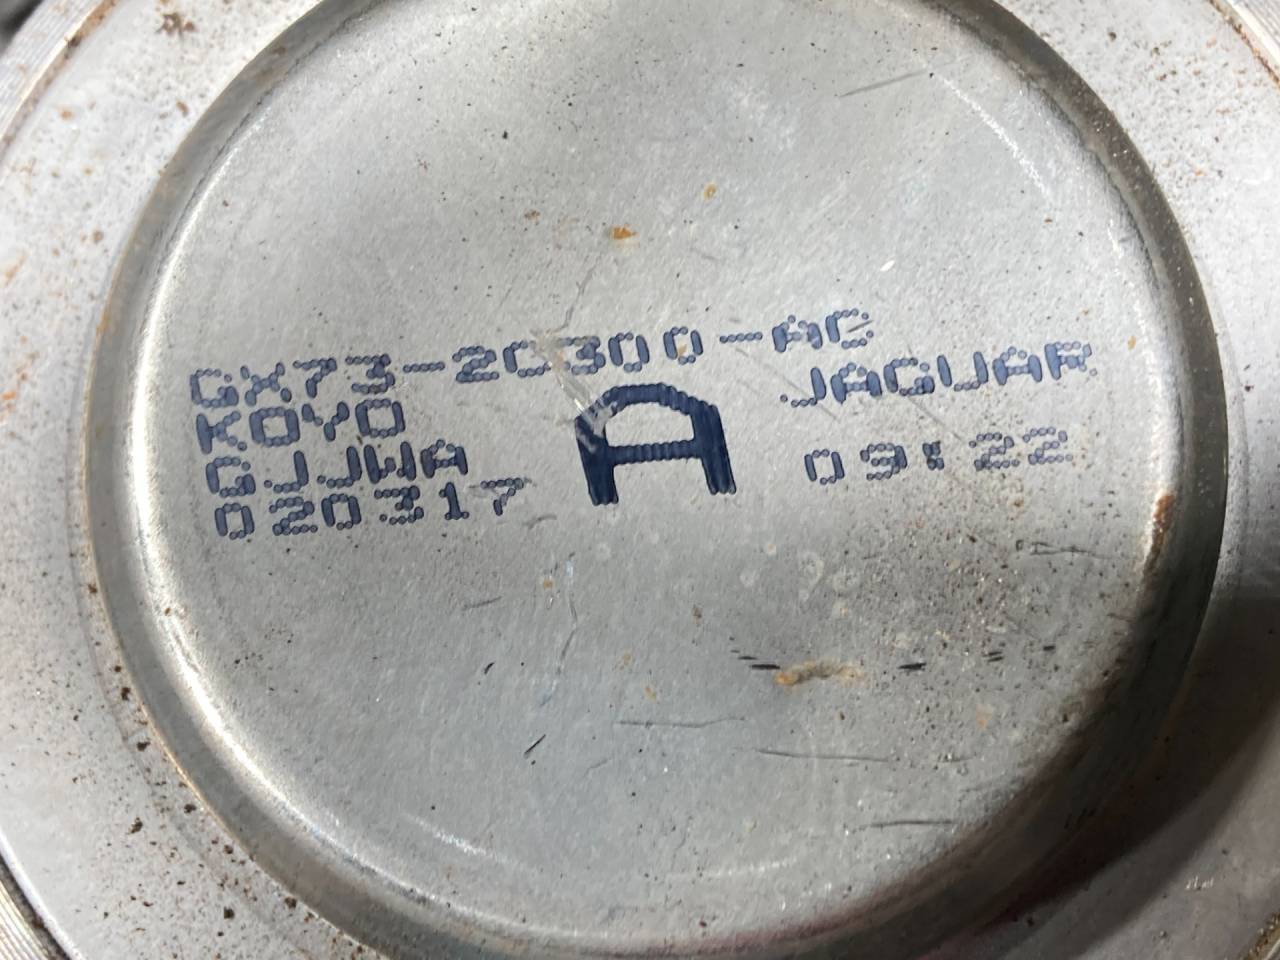 GX73-20300-AC
KOYO JAGUAR
GJJWA A 09:22
020317